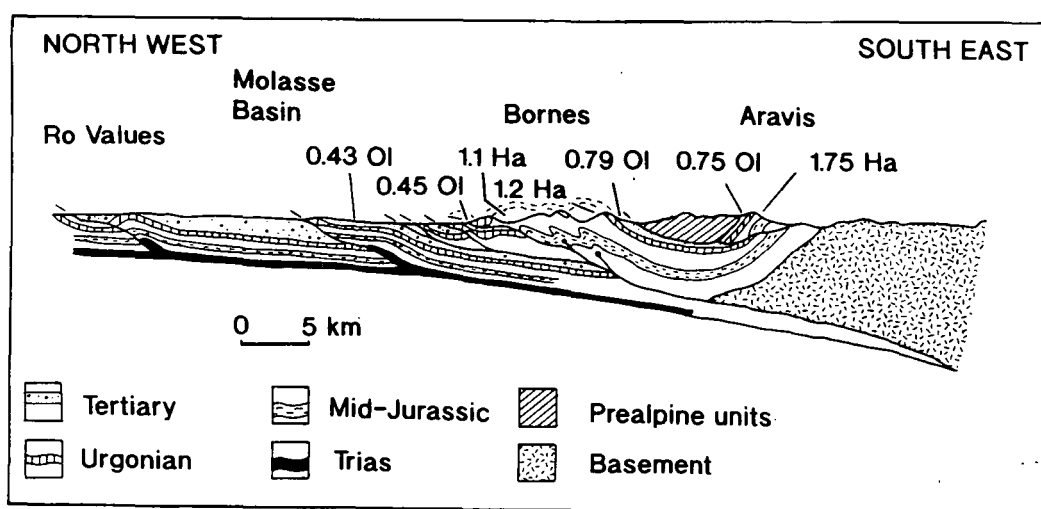 NORTH WEST
SOUTH EAST
Molasse
Basin
Bornes
Aravis
Ro Values
0.43 Ol
1.1 Ha
0.79 Ol
0.75 Ol
1.75 Ha
0.45 Ol
1.2 Ha
0 5 km
Tertiary
Mid-Jurassic
Prealpine units
Urgonian
Trias
Basement